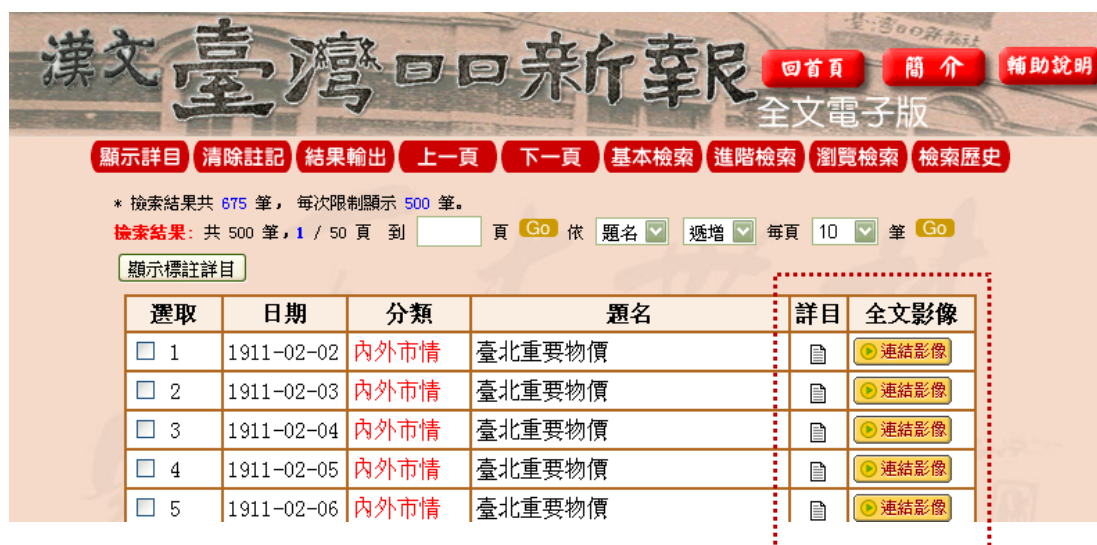 臺灣日日新報社
漢文臺灣日日新報
回首頁 簡介 輔助說明
全文電子版
顯示詳目 清除註記 結果輸出 上一頁 下一頁 基本檢索 進階檢索 瀏覽檢索 檢索歷史
* 檢索結果共 675 筆, 每次限制顯示 500 筆。
檢索結果: 共 500 筆,1 / 50 頁 到 頁 Go 依 題名 遞增 每頁 10 筆 Go
顯示標註詳目
選取 日期 分類 題名 詳目 全文影像
1 1911-02-02 內外市情 臺北重要物價 連結影像
2 1911-02-03 內外市情 臺北重要物價 連結影像
3 1911-02-04 內外市情 臺北重要物價 連結影像
4 1911-02-05 內外市情 臺北重要物價 連結影像
5 1911-02-06 內外市情 臺北重要物價 連結影像